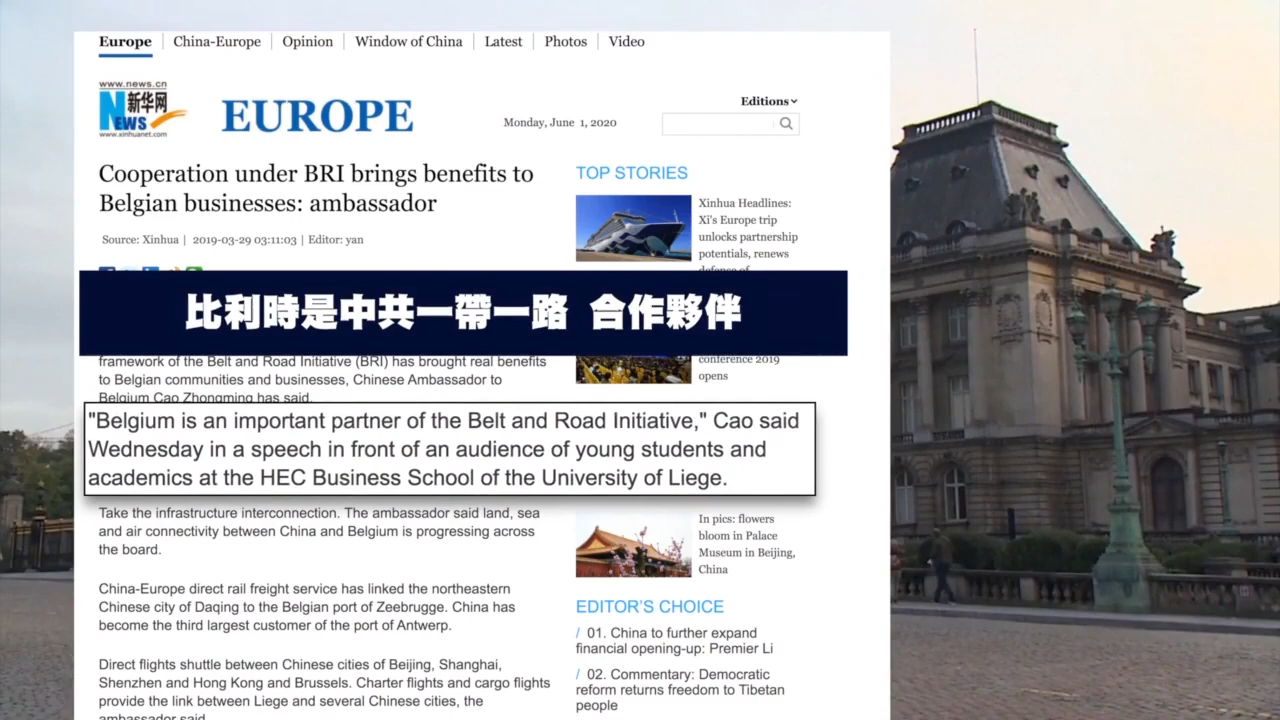 Europe
China-Europe
Opinion
Window of China
Latest
Photos
Video
www.news.cn
新华网
NEWS
www.xinhuanet.com
EUROPE
Monday, June 1, 2020
Editions
Cooperation under BRI brings benefits to
Belgian businesses: ambassador
Source: Xinhua | 2019-03-29 03:11:03 | Editor: yan
比利時是中共一帶一路 合作夥伴
framework of the Belt and Road Initiative (BRI) has brought real benefits
to Belgian communities and businesses, Chinese Ambassador to
Belgium Cao Zhongming has said.
"Belgium is an important partner of the Belt and Road Initiative," Cao said
Wednesday in a speech in front of an audience of young students and
academics at the HEC Business School of the University of Liege.
Take the infrastructure interconnection. The ambassador said land, sea
and air connectivity between China and Belgium is progressing across
the board.
China-Europe direct rail freight service has linked the northeastern
Chinese city of Daqing to the Belgian port of Zeebrugge. China has
become the third largest customer of the port of Antwerp.
Direct flights shuttle between Chinese cities of Beijing, Shanghai,
Shenzhen and Hong Kong and Brussels. Charter flights and cargo flights
provide the link between Liege and several Chinese cities, the
ambassador said
TOP STORIES
Xinhua Headlines:
Xi's Europe trip
unlocks partnership
potentials, renews
defense of
conference 2019
opens
In pics: flowers
bloom in Palace
Museum in Beijing,
China
EDITOR'S CHOICE
/ 01. China to further expand
financial opening-up: Premier Li
/ 02. Commentary: Democratic
reform returns freedom to Tibetan
people